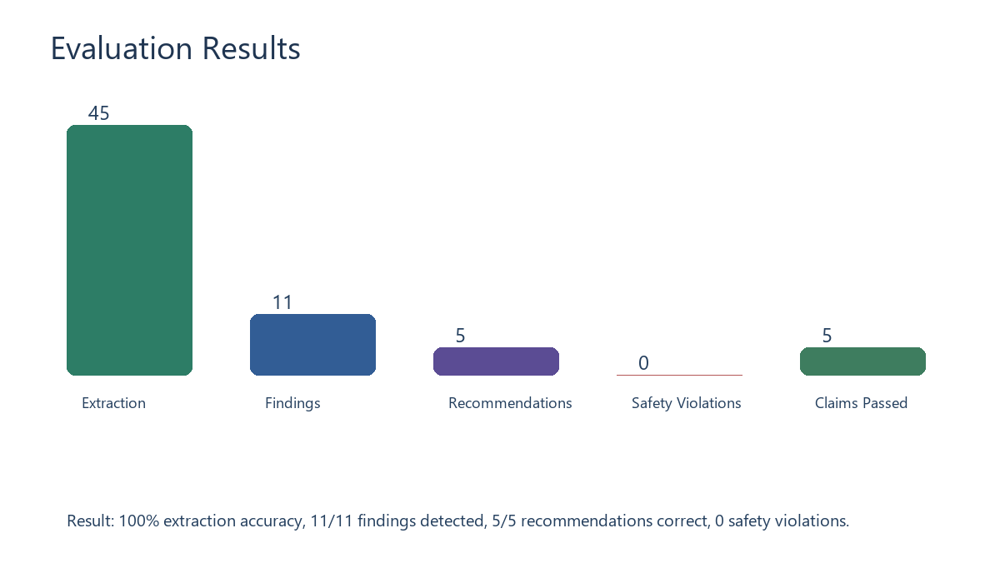 Evaluation Results
45
11
5
0
5
Extraction
Findings
Recommendations
Safety Violations
Claims Passed
Result: 100% extraction accuracy, 11/11 findings detected, 5/5 recommendations correct, 0 safety violations.